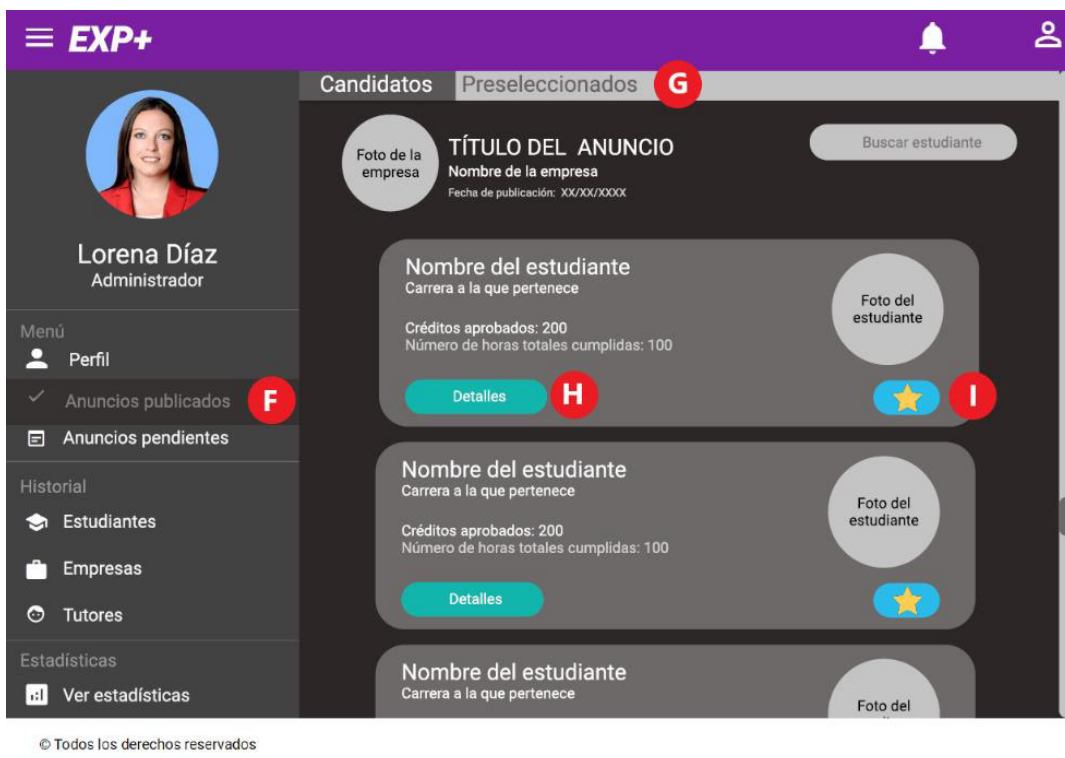 EXP+
Candidatos Preseleccionados G
Foto de la
empresa
TÍTULO DEL ANUNCIO
Nombre de la empresa
Fecha de publicación: XX/XX/XXXX
Buscar estudiante
Lorena Díaz
Administrador
Menú
Perfil
Anuncios publicados F
Anuncios pendientes
Historial
Estudiantes
Empresas
Tutores
Estadísticas
Ver estadísticas
Nombre del estudiante
Carrera a la que pertenece
Créditos aprobados: 200
Número de horas totales cumplidas: 100
Foto del
estudiante
Detalles H
I
Nombre del estudiante
Carrera a la que pertenece
Créditos aprobados: 200
Número de horas totales cumplidas: 100
Foto del
estudiante
Detalles
Nombre del estudiante
Carrera a la que pertenece
Foto del
© Todos los derechos reservados